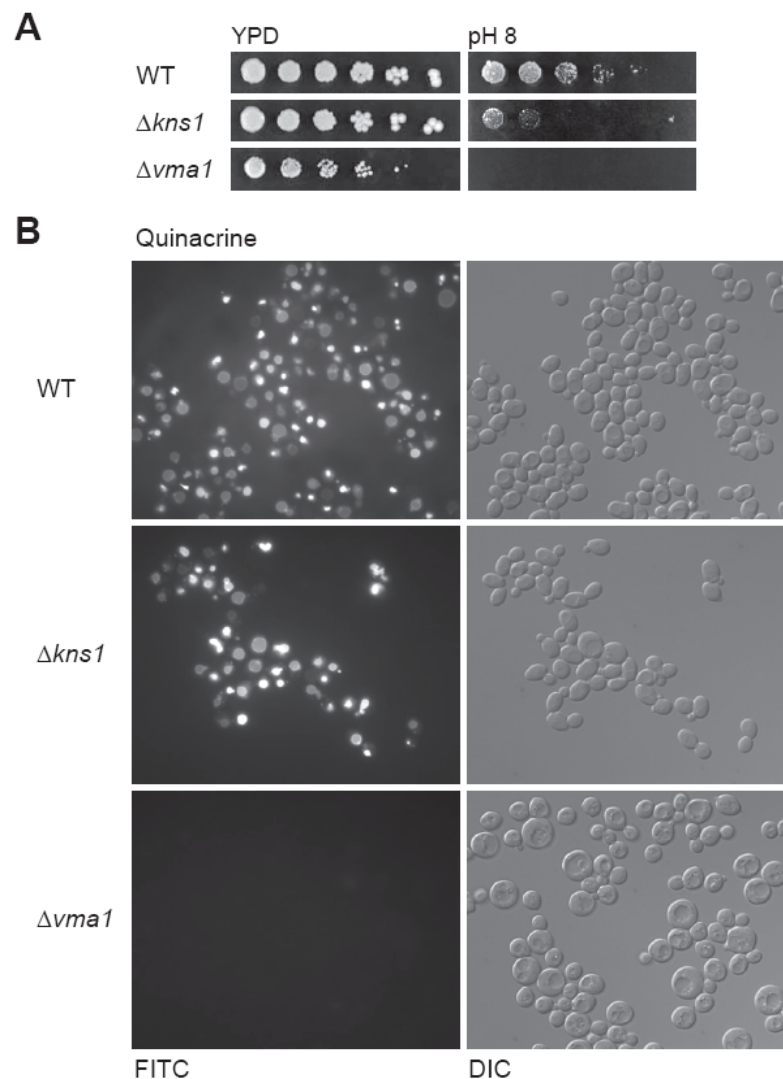 A
YPD pH 8
WT
Δkns1
Δvma1
B
Quinacrine
WT
Δkns1
Δvma1
FITC DIC